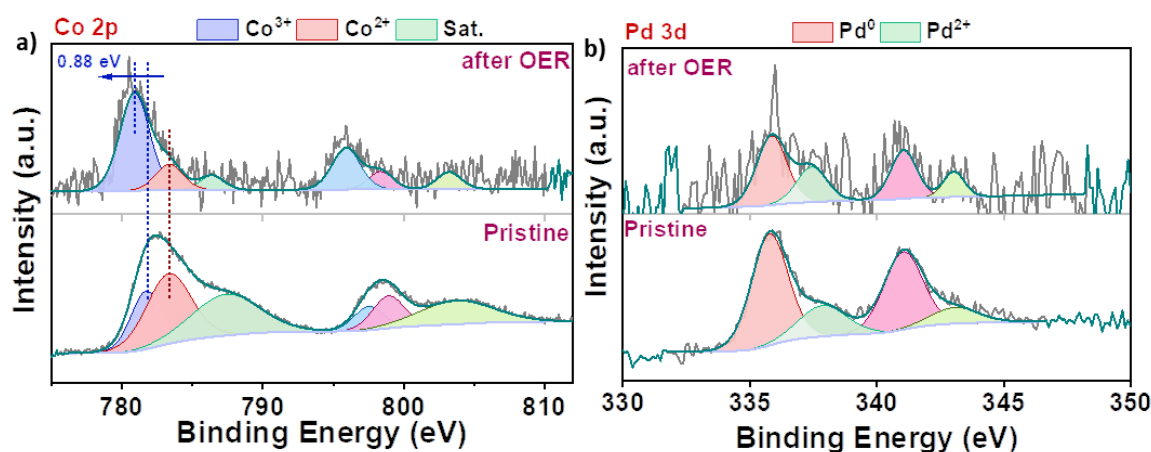 a)
Co 2p
Co³⁺
Co²⁺
Sat.
0.88 eV
after OER
Pristine
Intensity (a.u.)
780
790
800
810
Binding Energy (eV)
b)
Pd 3d
Pd⁰
Pd²⁺
after OER
Pristine
Intensity (a.u.)
330
335
340
345
350
Binding Energy (eV)